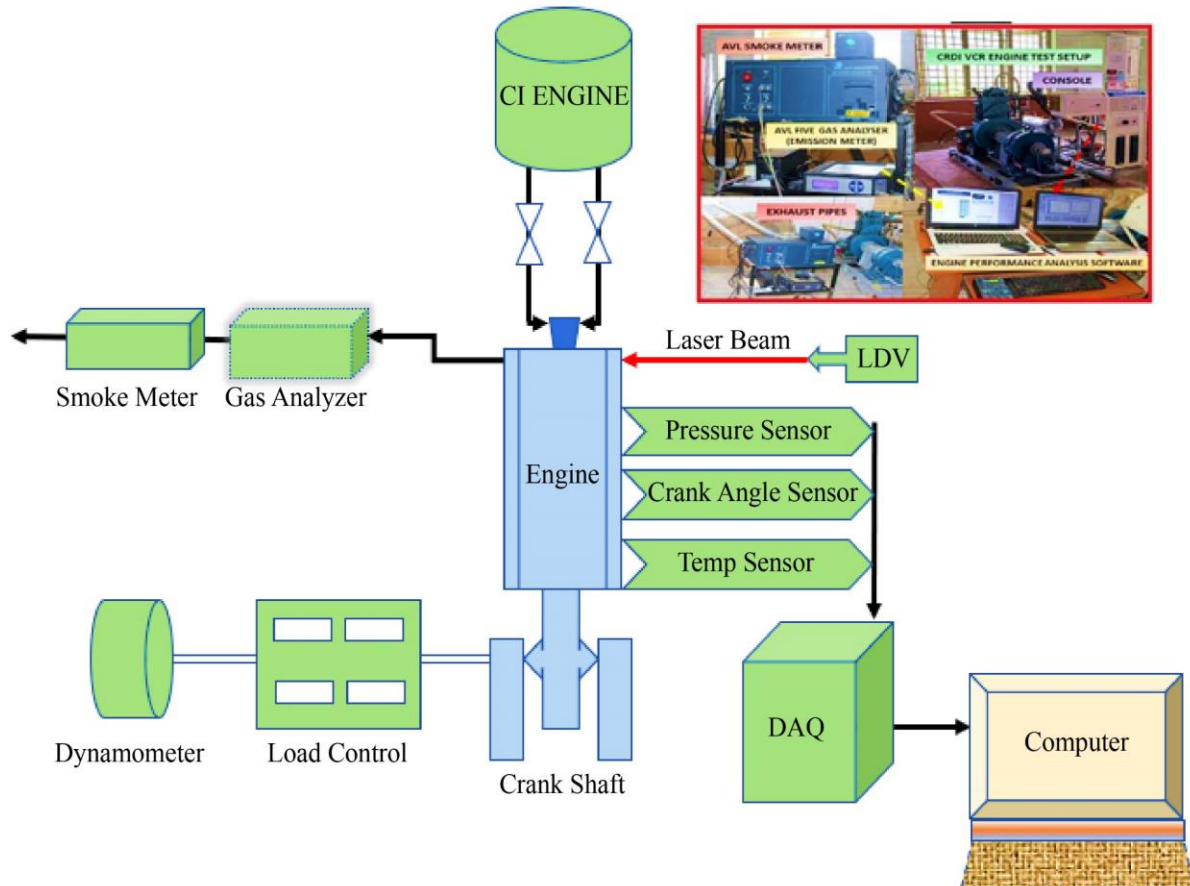 CI ENGINE
AVL SMOKE METER
CRDI VCR ENGINE TEST SETUP
CONSOLE
AVL FIVE GAS ANALYSER
(EMISSION METER)
EXHAUST PIPES
ENGINE PERFORMANCE ANALYSIS SOFTWARE
Laser Beam
LDV
Smoke Meter
Gas Analyzer
Engine
Pressure Sensor
Crank Angle Sensor
Temp Sensor
Dynamometer
Load Control
Crank Shaft
DAQ
Computer